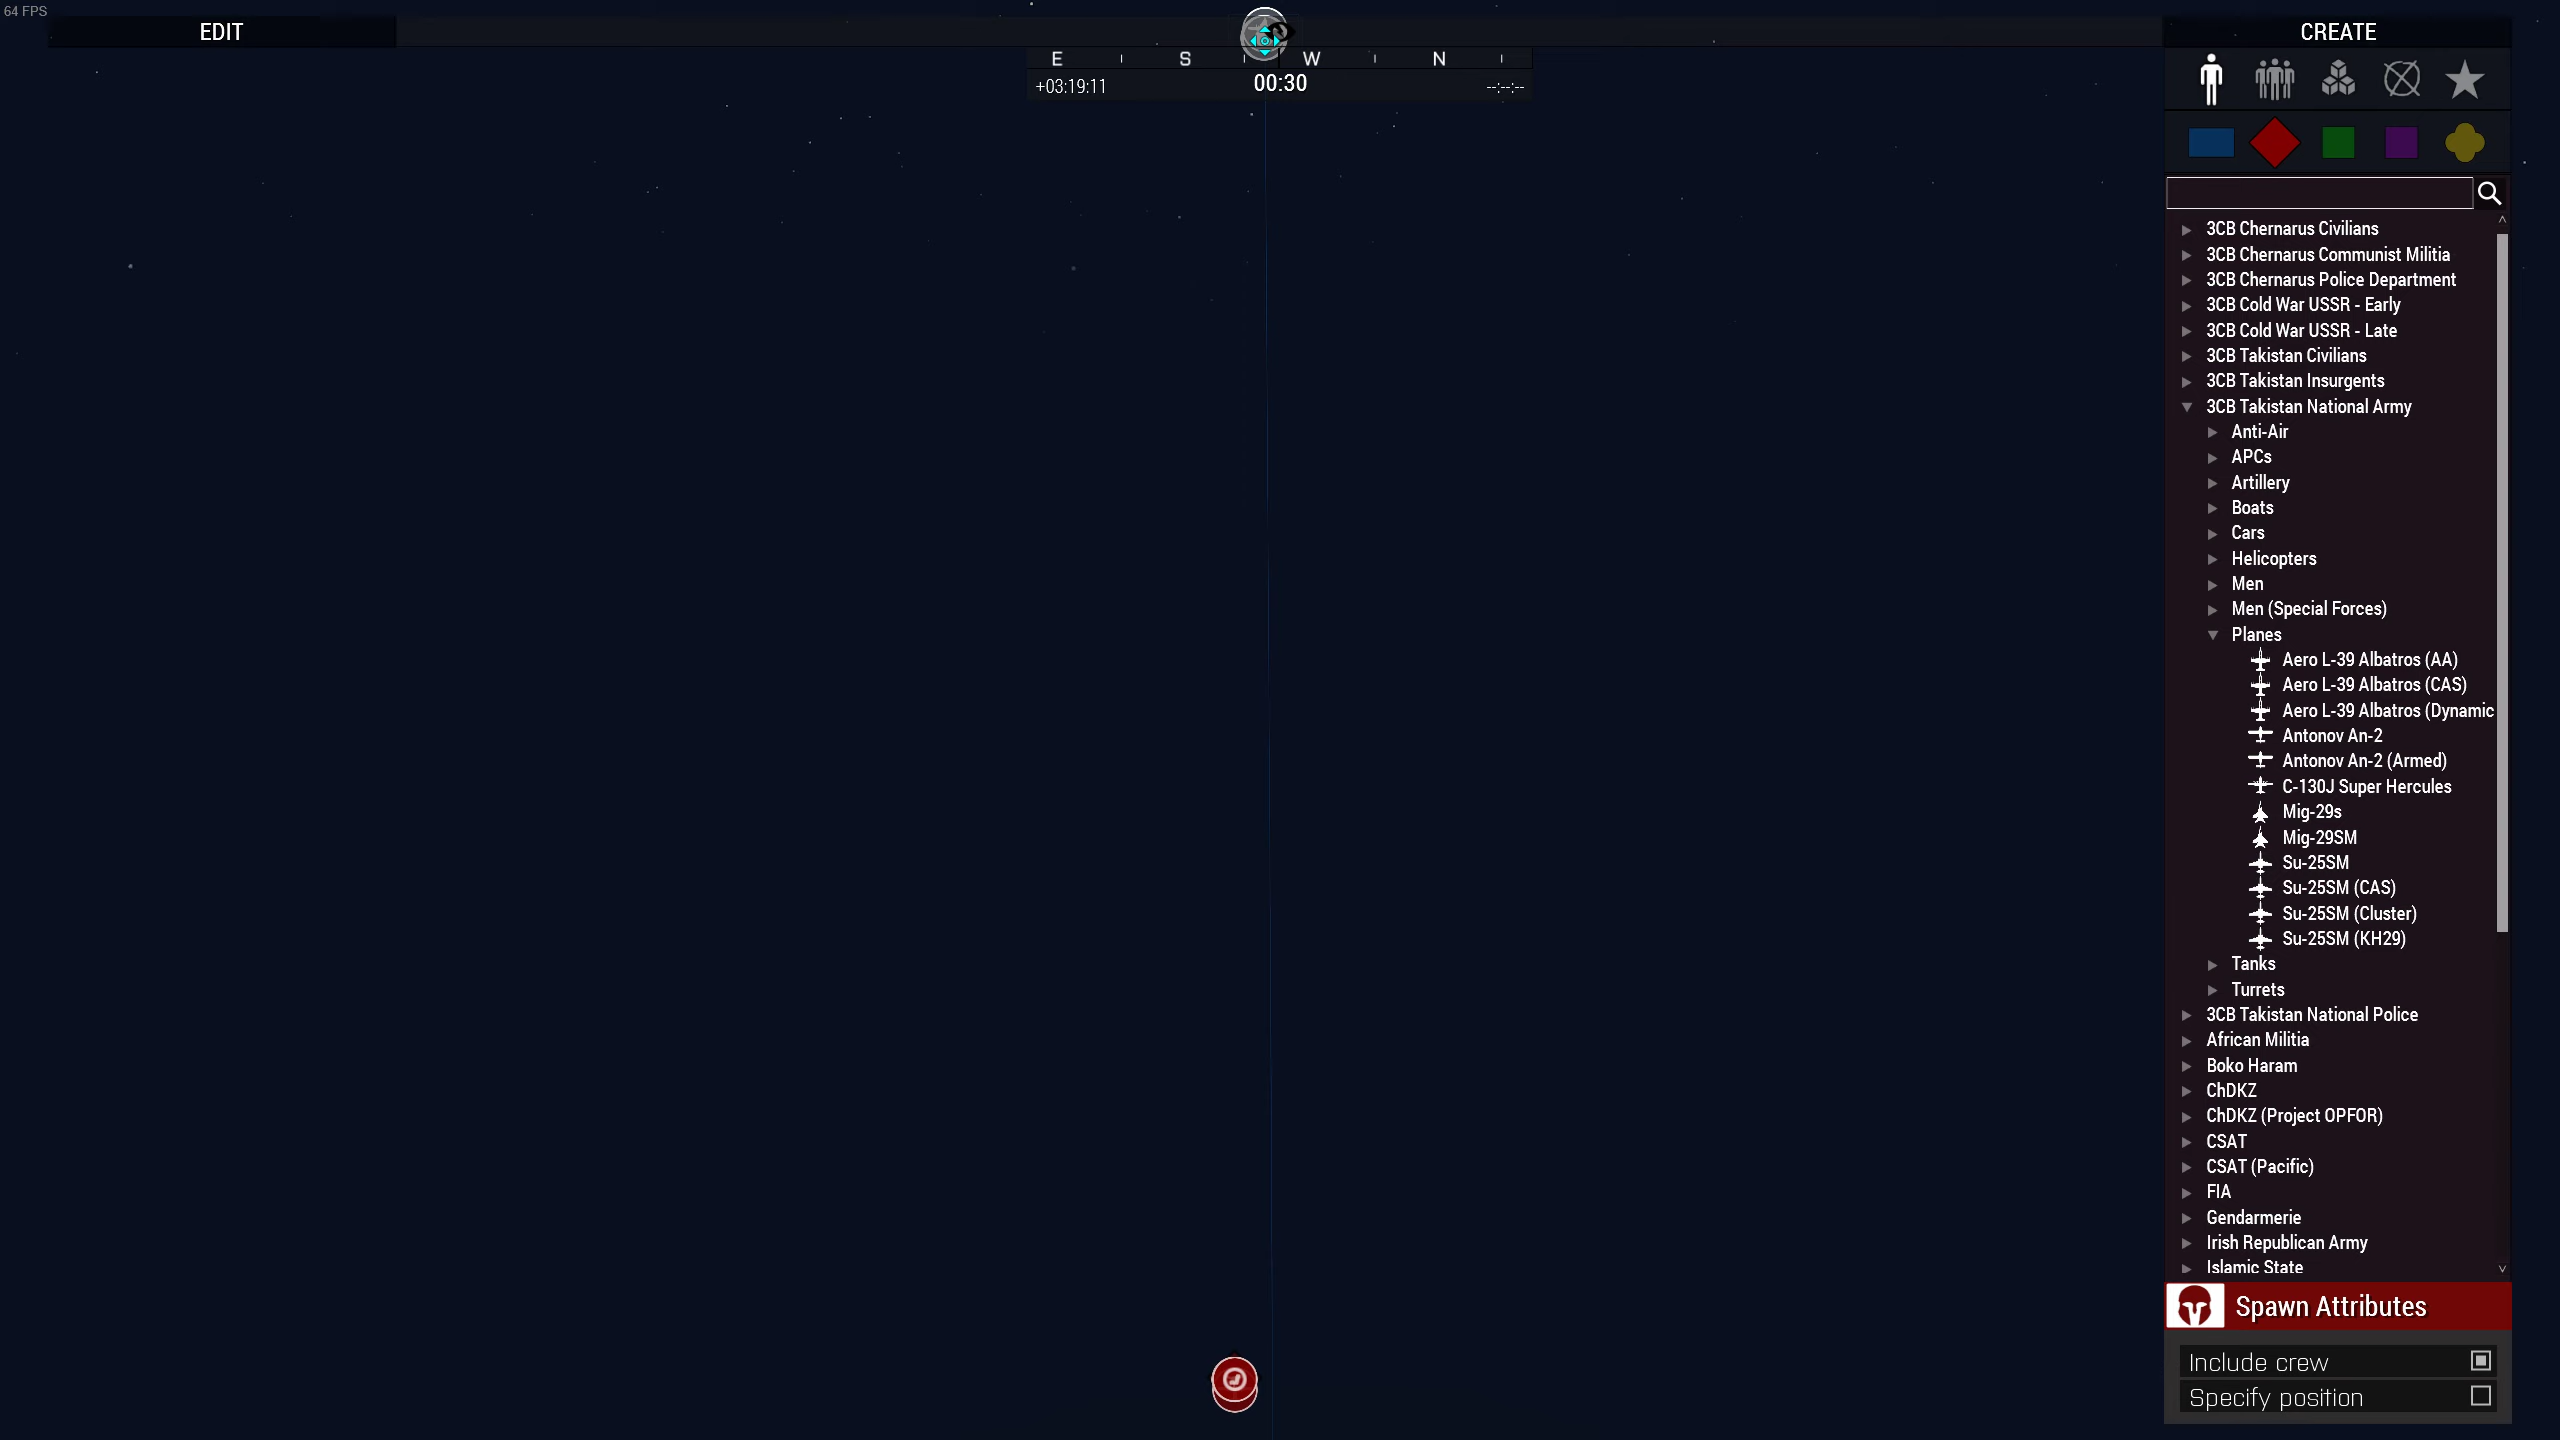 64 FPS
EDIT
CREATE
E S W N
+03:19:11 00:30 --:--:--
3CB Chernarus Civilians
3CB Chernarus Communist Militia
3CB Chernarus Police Department
3CB Cold War USSR - Early
3CB Cold War USSR - Late
3CB Takistan Civilians
3CB Takistan Insurgents
3CB Takistan National Army
Anti-Air
APCs
Artillery
Boats
Cars
Helicopters
Men
Men (Special Forces)
Planes
Aero L-39 Albatros (AA)
Aero L-39 Albatros (CAS)
Aero L-39 Albatros (Dynamic
Antonov An-2
Antonov An-2 (Armed)
C-130J Super Hercules
Mig-29s
Mig-29SM
Su-25SM
Su-25SM (CAS)
Su-25SM (Cluster)
Su-25SM (KH29)
Tanks
Turrets
3CB Takistan National Police
African Militia
Boko Haram
ChDKZ
ChDKZ (Project OPFOR)
CSAT
CSAT (Pacific)
FIA
Gendarmerie
Irish Republican Army
Islamic State
Spawn Attributes
Include crew
Specify position